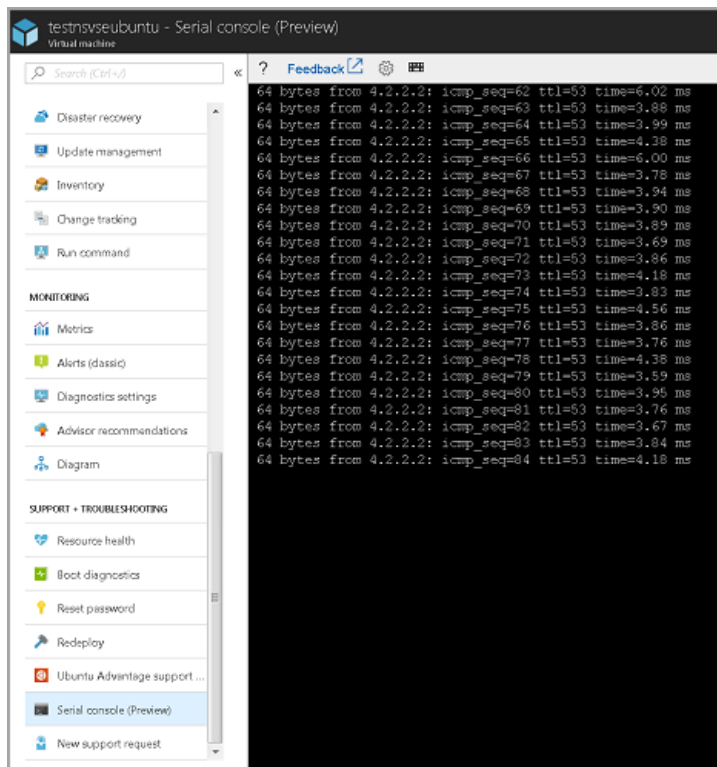 testnsvseubuntu - Serial console (Preview)
Virtual machine
Search (Ctrl+/)
«
? Feedback
Disaster recovery
Update management
Inventory
Change tracking
Run command
MONITORING
Metrics
Alerts (classic)
Diagnostics settings
Advisor recommendations
Diagram
SUPPORT + TROUBLESHOOTING
Resource health
Boot diagnostics
Reset password
Redeploy
Ubuntu Advantage support ...
Serial console (Preview)
New support request
64 bytes from 4.2.2.2: icmp_seq=62 ttl=53 time=6.02 ms
64 bytes from 4.2.2.2: icmp_seq=63 ttl=53 time=3.88 ms
64 bytes from 4.2.2.2: icmp_seq=64 ttl=53 time=3.99 ms
64 bytes from 4.2.2.2: icmp_seq=65 ttl=53 time=4.38 ms
64 bytes from 4.2.2.2: icmp_seq=66 ttl=53 time=6.00 ms
64 bytes from 4.2.2.2: icmp_seq=67 ttl=53 time=3.78 ms
64 bytes from 4.2.2.2: icmp_seq=68 ttl=53 time=3.94 ms
64 bytes from 4.2.2.2: icmp_seq=69 ttl=53 time=3.90 ms
64 bytes from 4.2.2.2: icmp_seq=70 ttl=53 time=3.89 ms
64 bytes from 4.2.2.2: icmp_seq=71 ttl=53 time=3.69 ms
64 bytes from 4.2.2.2: icmp_seq=72 ttl=53 time=3.86 ms
64 bytes from 4.2.2.2: icmp_seq=73 ttl=53 time=4.18 ms
64 bytes from 4.2.2.2: icmp_seq=74 ttl=53 time=3.83 ms
64 bytes from 4.2.2.2: icmp_seq=75 ttl=53 time=4.56 ms
64 bytes from 4.2.2.2: icmp_seq=76 ttl=53 time=3.86 ms
64 bytes from 4.2.2.2: icmp_seq=77 ttl=53 time=3.76 ms
64 bytes from 4.2.2.2: icmp_seq=78 ttl=53 time=4.38 ms
64 bytes from 4.2.2.2: icmp_seq=79 ttl=53 time=3.59 ms
64 bytes from 4.2.2.2: icmp_seq=80 ttl=53 time=3.95 ms
64 bytes from 4.2.2.2: icmp_seq=81 ttl=53 time=3.76 ms
64 bytes from 4.2.2.2: icmp_seq=82 ttl=53 time=3.67 ms
64 bytes from 4.2.2.2: icmp_seq=83 ttl=53 time=3.84 ms
64 bytes from 4.2.2.2: icmp_seq=84 ttl=53 time=4.18 ms